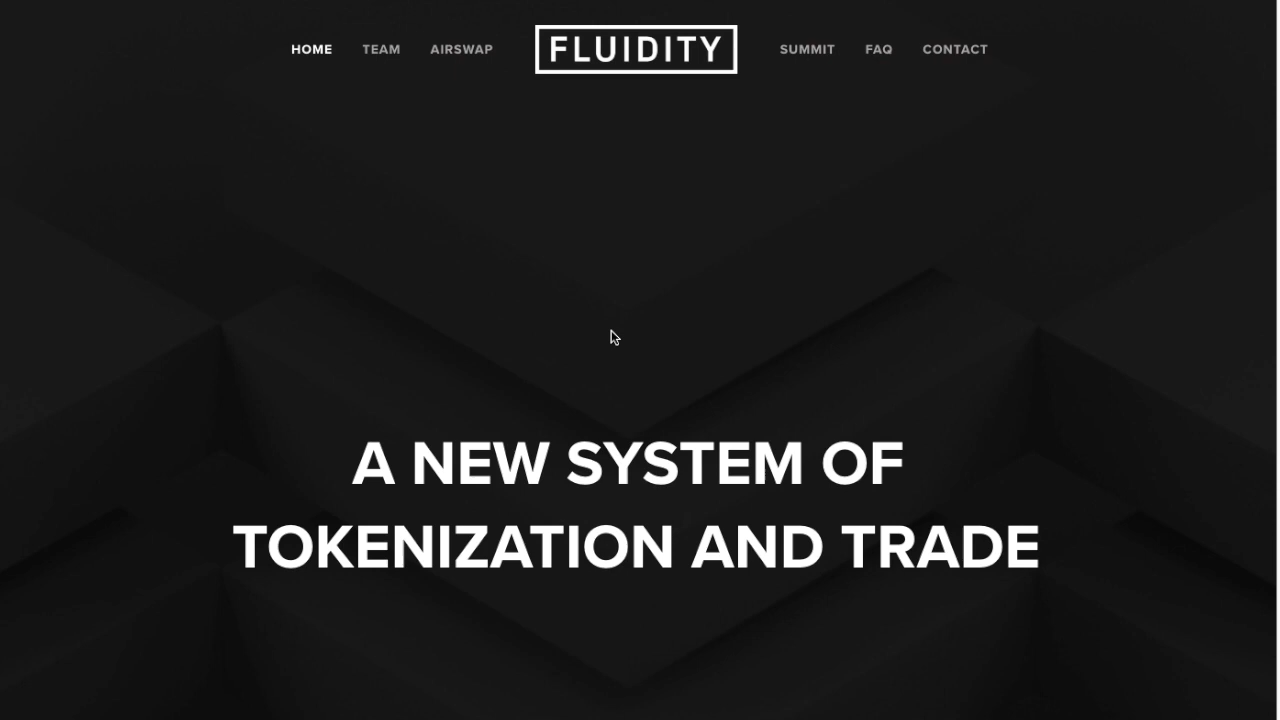 HOME TEAM AIRSWAP FLUIDITY SUMMIT FAQ CONTACT
A NEW SYSTEM OF
TOKENIZATION AND TRADE